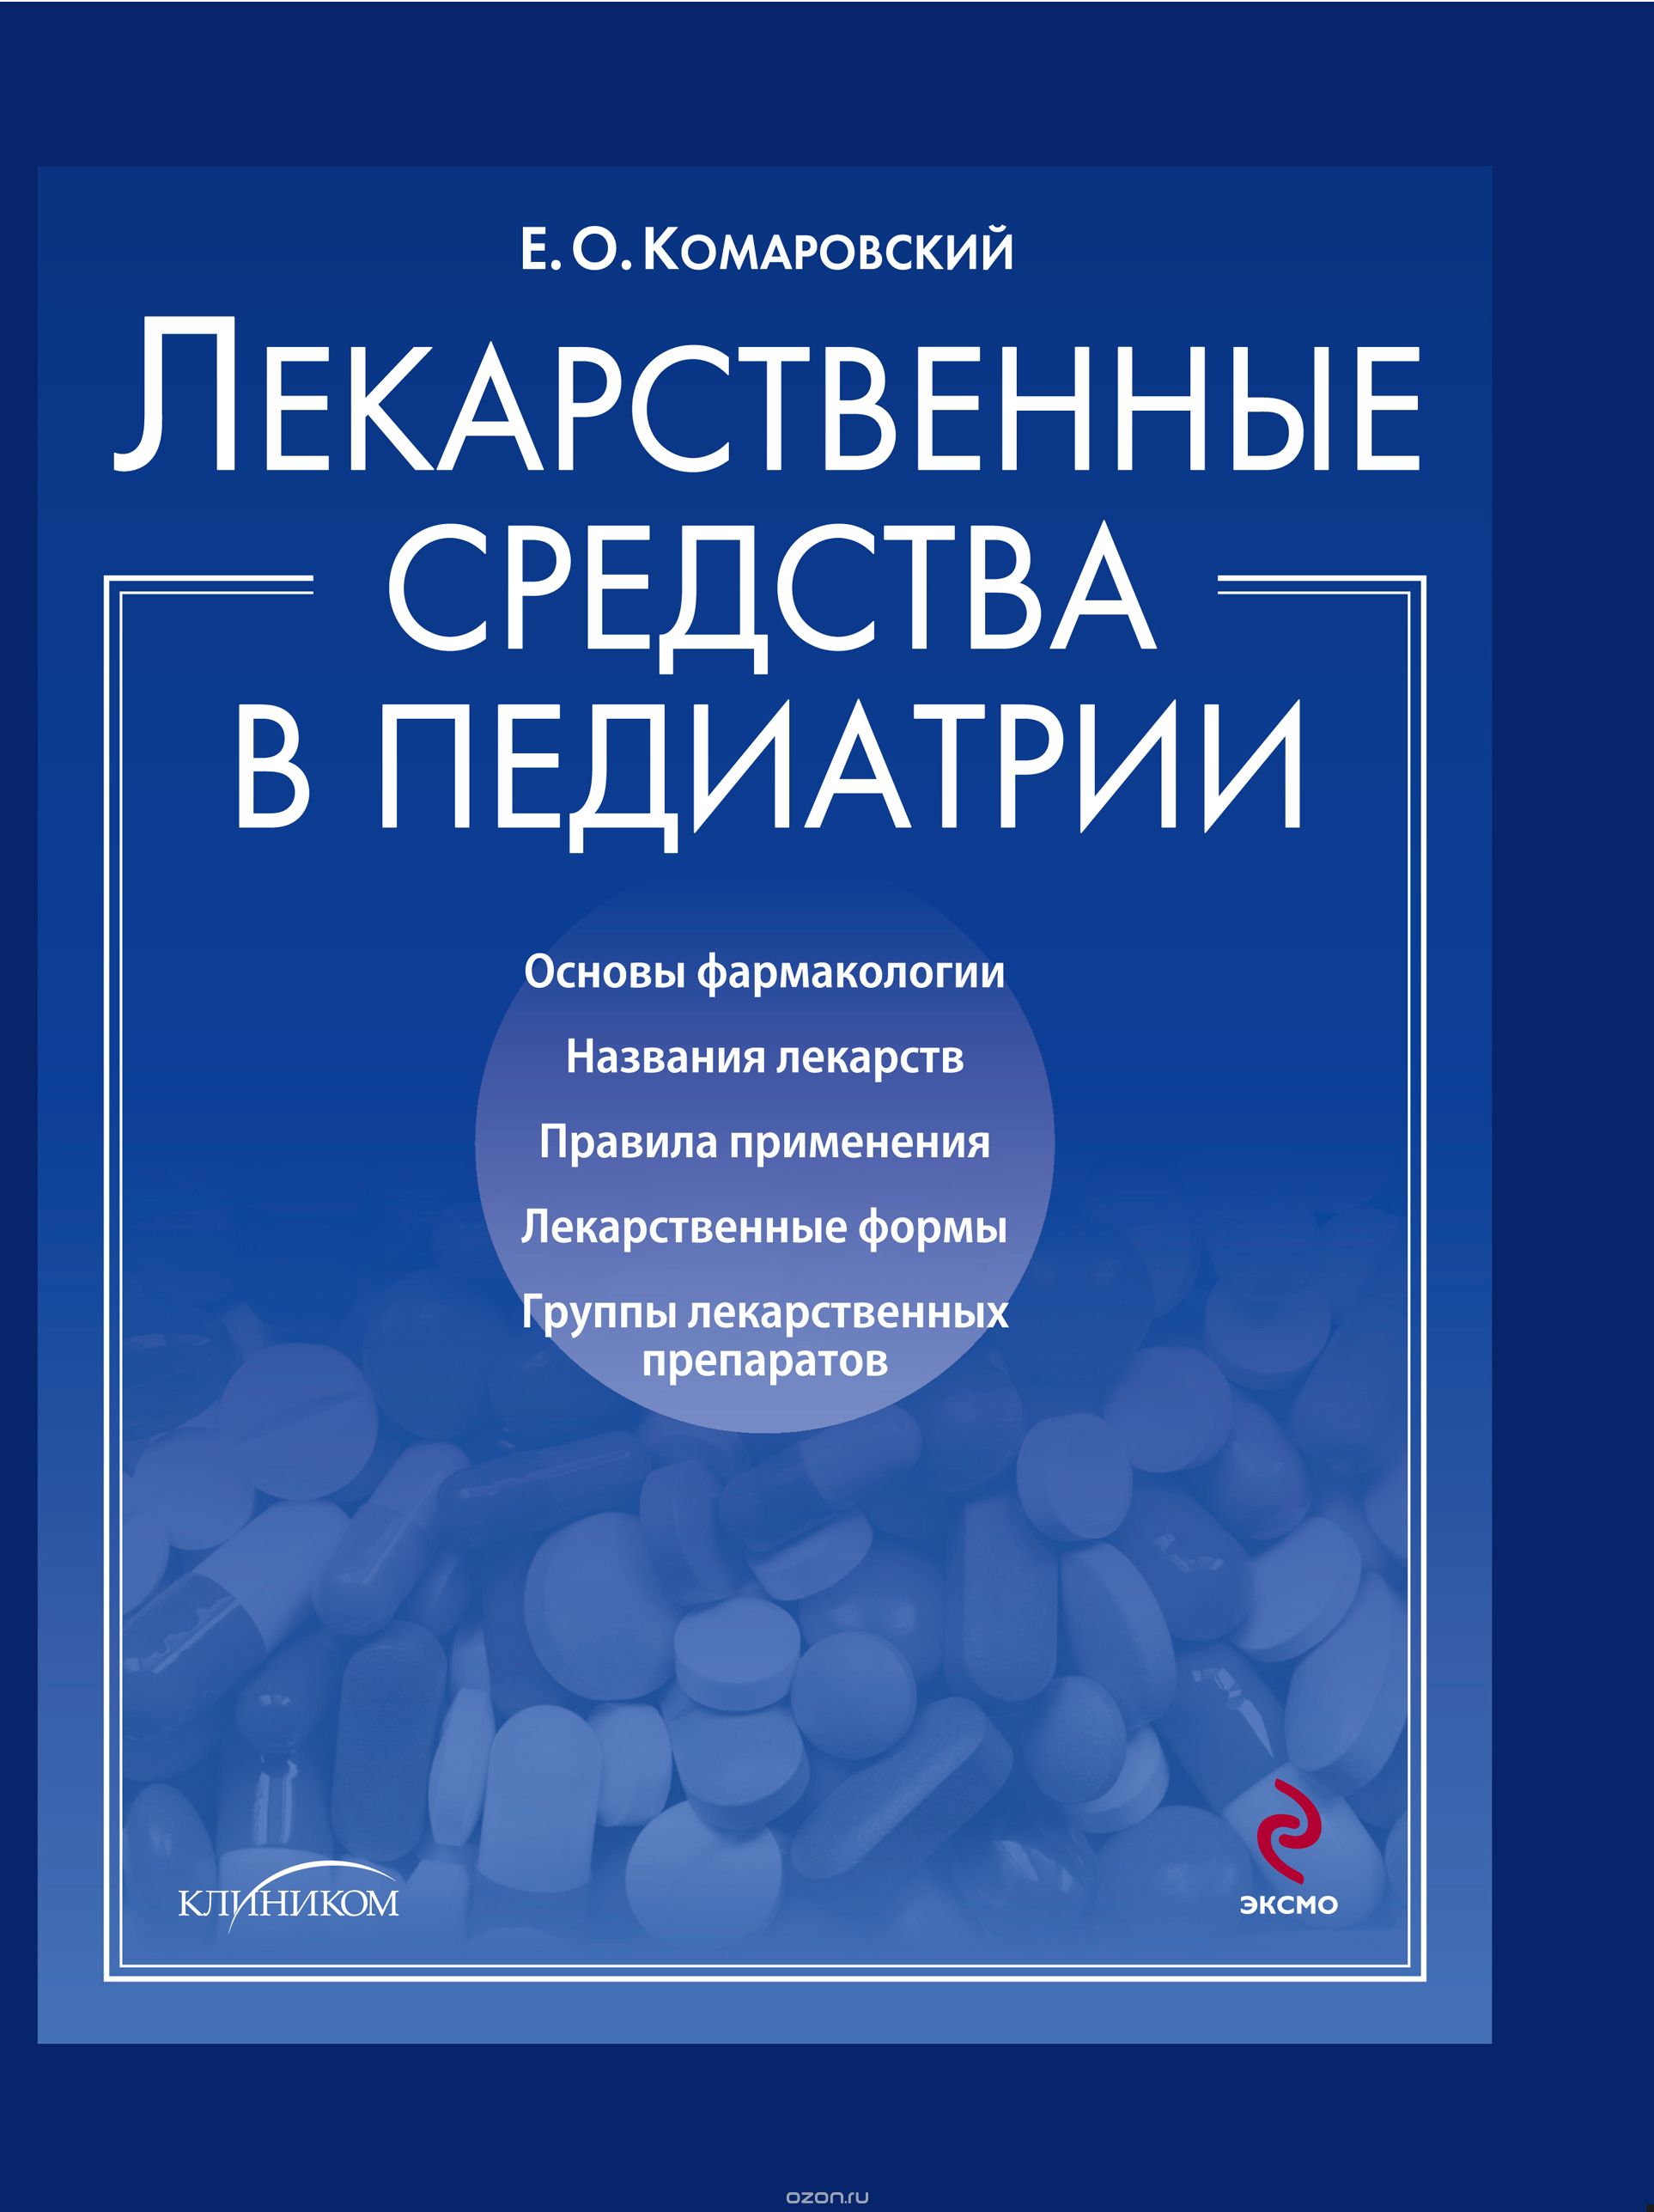 Е. О. Комаровский
Лекарственные
средства
в педиатрии
Основы фармакологии
Названия лекарств
Правила применения
Лекарственные формы
Группы лекарственных
препаратов
КЛИНИКОМ
ЭКСМО
ozon.ru